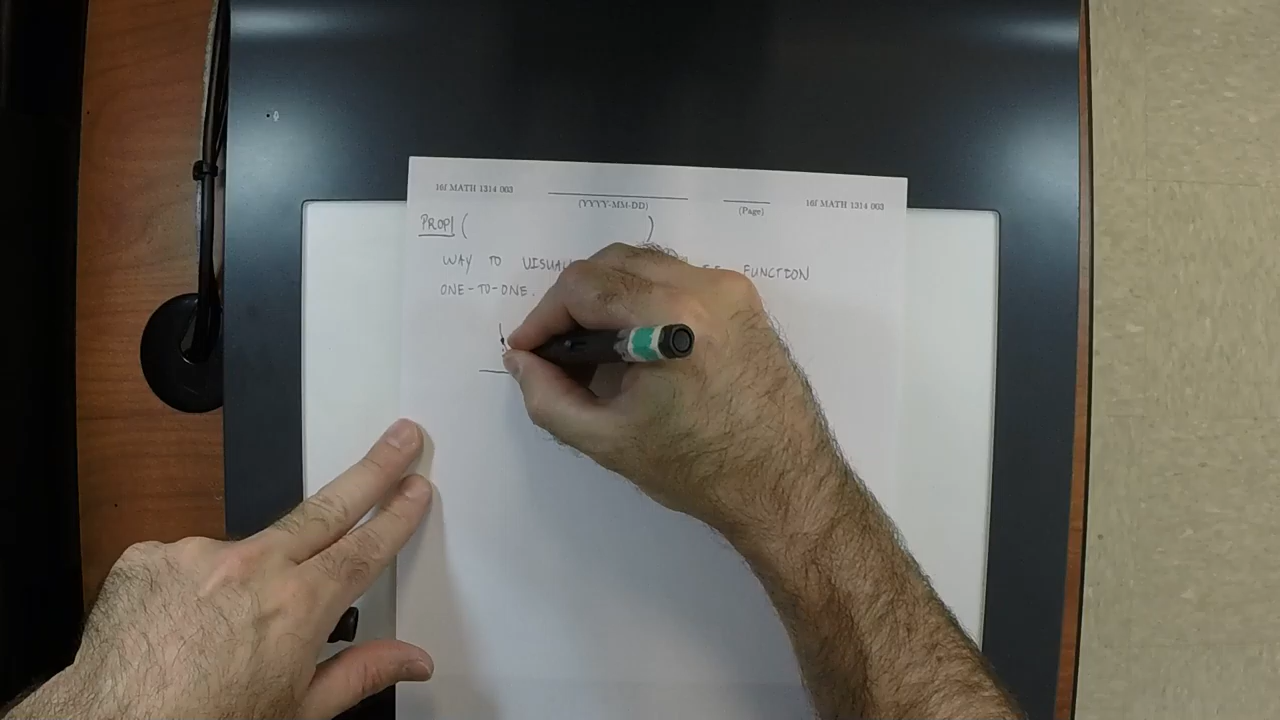 16f MATH 1314 003 (YYYY-MM-DD) (Page) 16f MATH 1314 003
PROP ( )
WAY TO FUNCTION
ONE-TO-ONE.